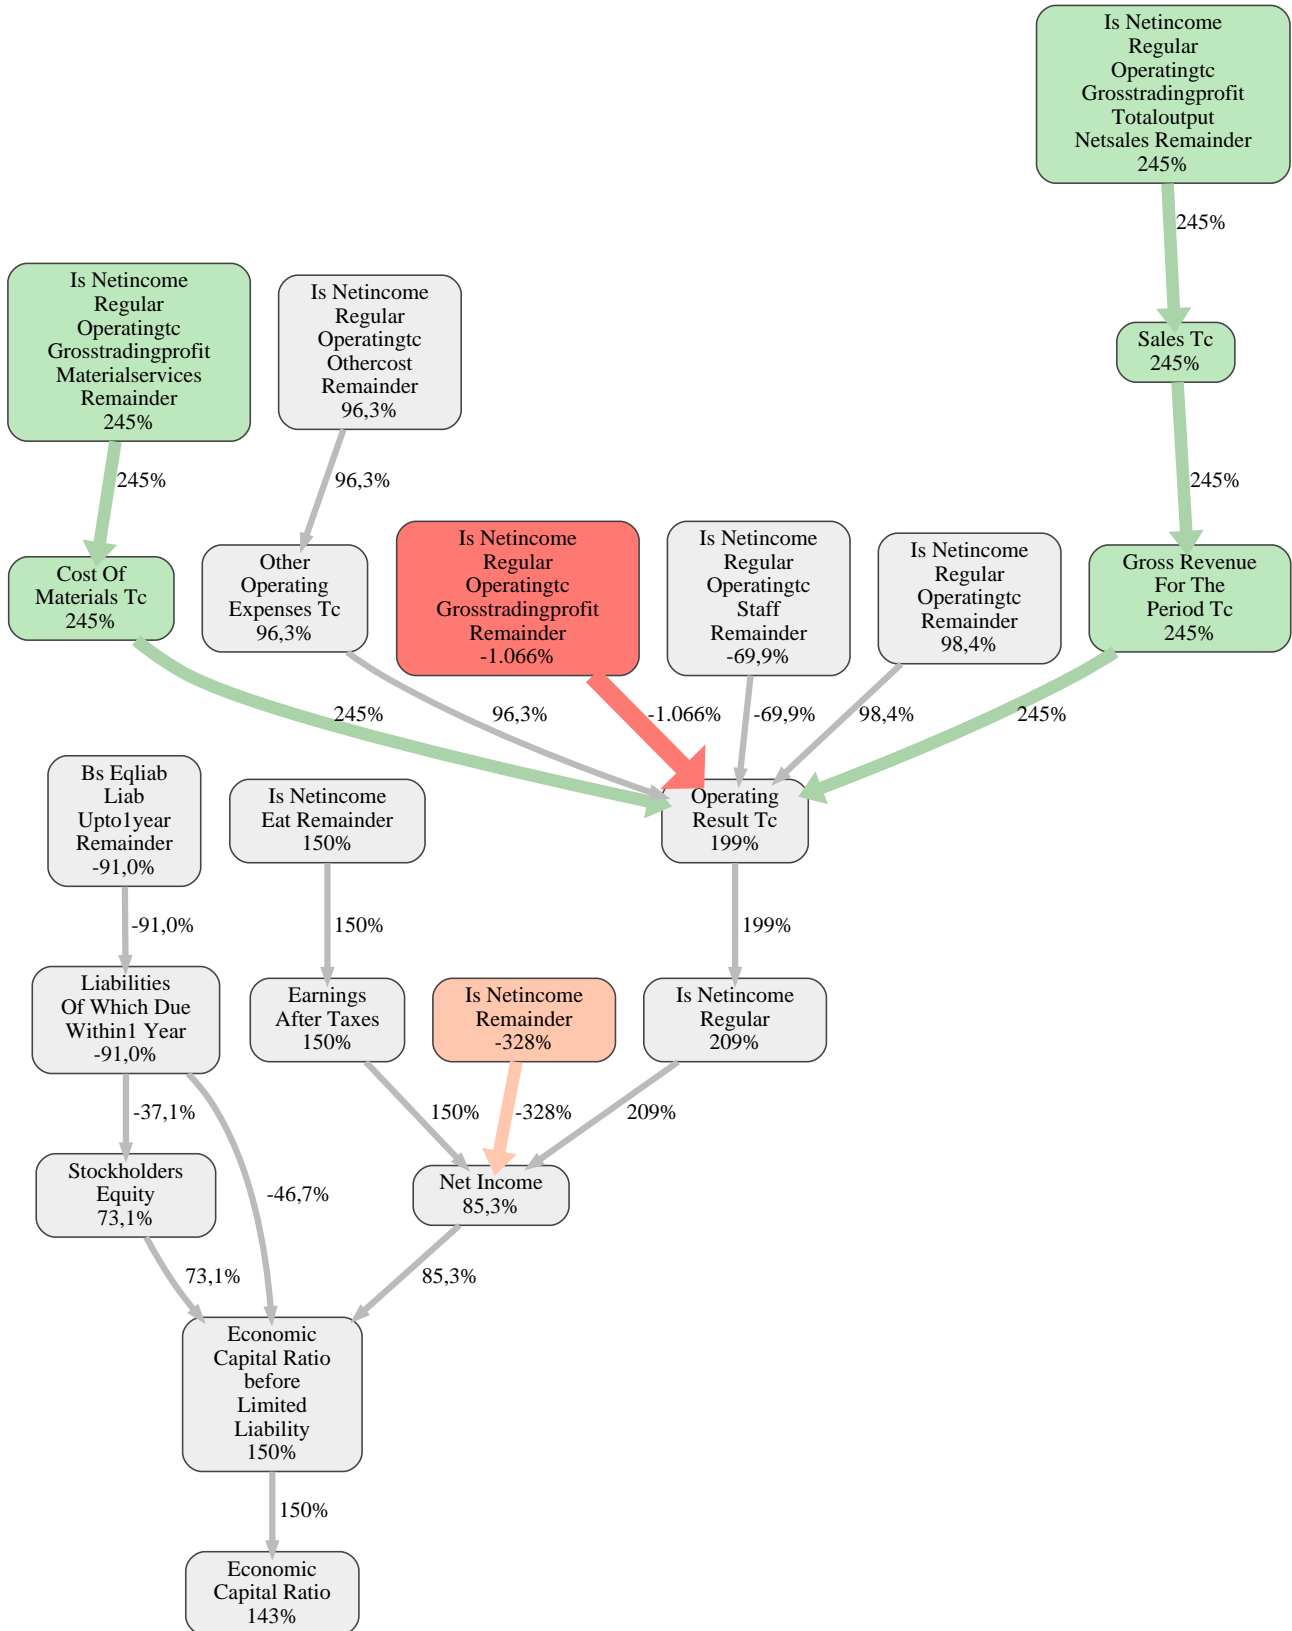 Is Netincome
Regular
Operatingtc
Grosstradingprofit
Totaloutput
Netsales Remainder
245%
245%
Is Netincome
Regular
Operatingtc
Grosstradingprofit
Materialservices
Remainder
245%
Is Netincome
Regular
Operatingtc
Othercost
Remainder
96,3%
Sales Tc
245%
245%
96,3%
245%
Cost Of
Materials Tc
245%
Other
Operating
Expenses Tc
96,3%
Is Netincome
Regular
Operatingtc
Grosstradingprofit
Remainder
-1.066%
Is Netincome
Regular
Operatingtc
Staff
Remainder
-69,9%
Is Netincome
Regular
Operatingtc
Remainder
98,4%
Gross Revenue
For The
Period Tc
245%
245%
96,3%
-1.066%
-69,9%
98,4%
245%
Bs Eqliab
Liab
Upto1year
Remainder
-91,0%
Is Netincome
Eat Remainder
150%
Operating
Result Tc
199%
-91,0%
150%
199%
Liabilities
Of Which Due
Within1 Year
-91,0%
Earnings
After Taxes
150%
Is Netincome
Remainder
-328%
Is Netincome
Regular
209%
-37,1%
150%
-328%
209%
Stockholders
Equity
73,1%
-46,7%
Net Income
85,3%
73,1%
85,3%
Economic
Capital Ratio
before
Limited
Liability
150%
150%
Economic
Capital Ratio
143%